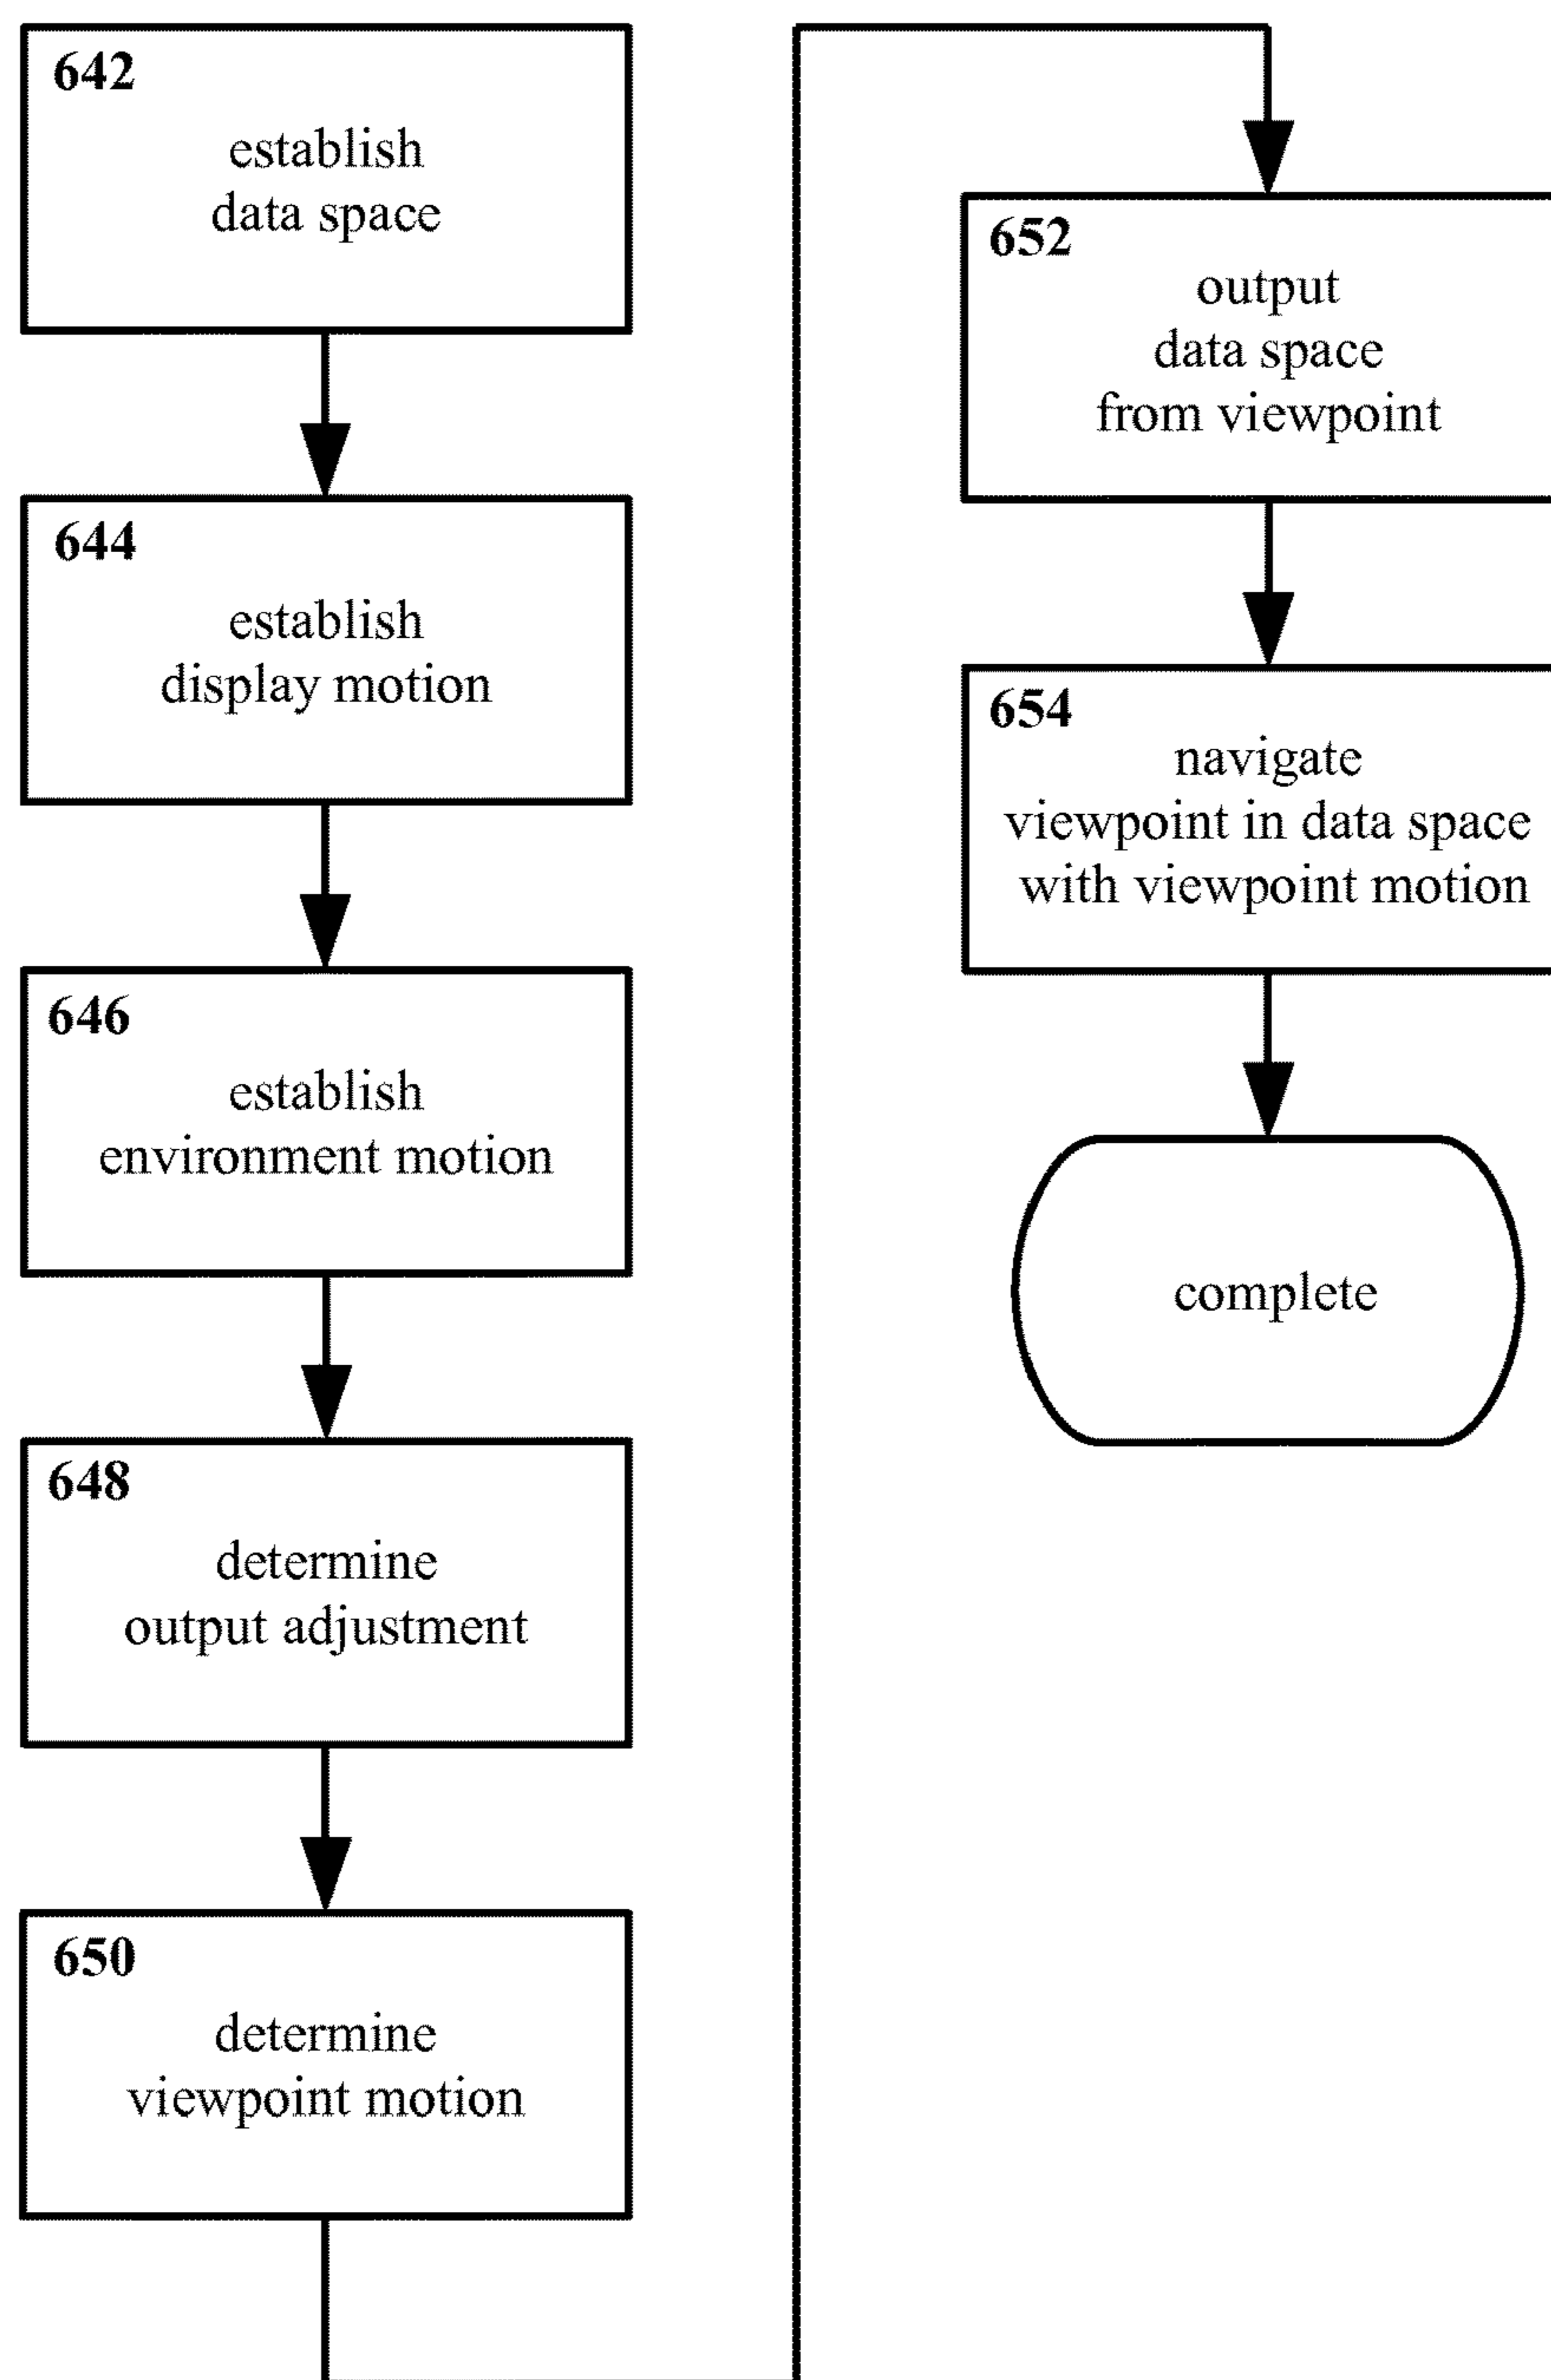 642
establish
data space
644
establish
display motion
646
establish
environment motion
648
determine
output adjustment
650
determine
viewpoint motion
652
output
data space
from viewpoint
654
navigate
viewpoint in data space
with viewpoint motion
complete